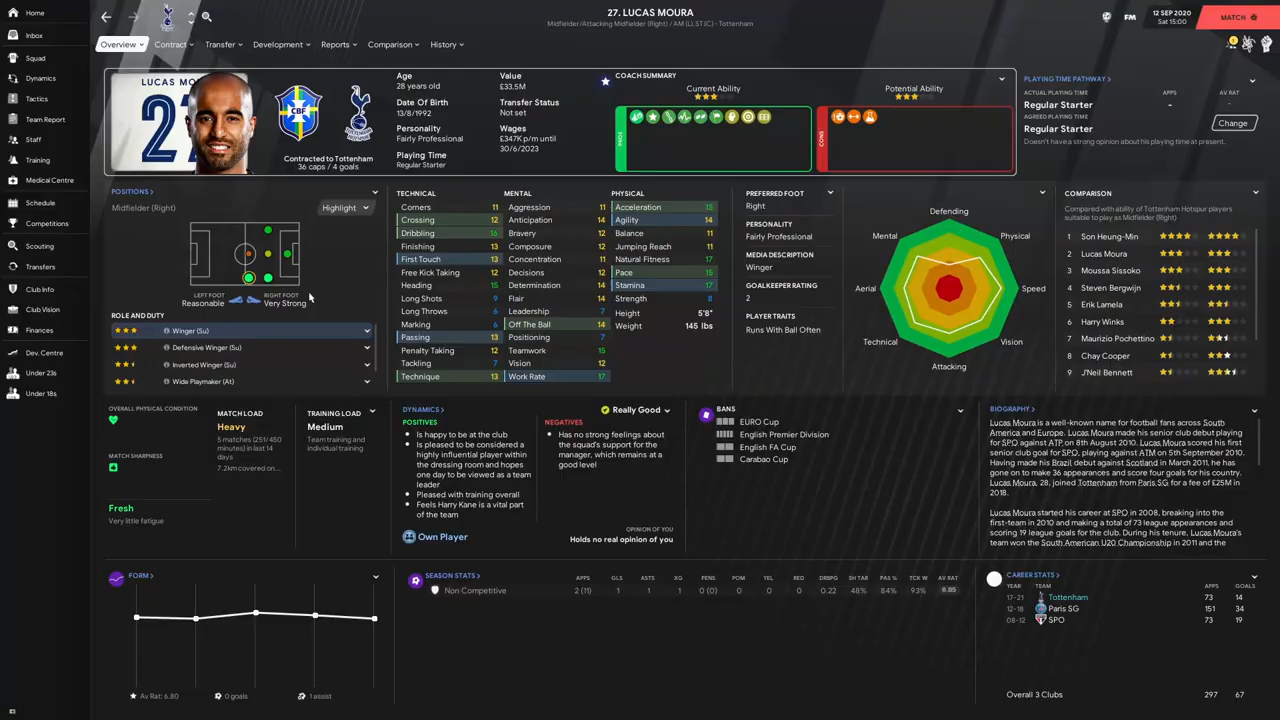 Home
Inbox
Squad
Dynamics
Tactics
Team Report
Staff
Training
Medical Centre
Schedule
Competitions
Scouting
Transfers
Club Info
Club Vision
Finances
Dev. Centre
Under 23s
Under 18s
27. LUCAS MOURA
Midfielder/Attacking Midfielder (Right) / AM (L), ST (C) - Tottenham
FM
12 SEP 2020
Sat 15:00
MATCH
1
Overview
Contract
Transfer
Development
Reports
Comparison
History
LUCAS MO
27
CBF
Contracted to Tottenham
36 caps / 4 goals
Age
28 years old
Date Of Birth
13/8/1992
Personality
Fairly Professional
Playing Time
Regular Starter
Value
£33.5M
Transfer Status
Not set
Wages
£347K p/m until
30/6/2023
COACH SUMMARY
Current Ability
Potential Ability
PROS
CONS
PLAYING TIME PATHWAY >
ACTUAL PLAYING TIME APPS AV RAT
Regular Starter - -
AGREED PLAYING TIME
Regular Starter
Change
Doesn't have a strong opinion about his playing time at present.
POSITIONS >
Midfielder (Right)
Highlight
LEFT FOOT
Reasonable
RIGHT FOOT
Very Strong
ROLE AND DUTY
Winger (Su)
Defensive Winger (Su)
Inverted Winger (Su)
Wide Playmaker (At)
TECHNICAL
Corners 11
Crossing 12
Dribbling 16
Finishing 13
First Touch 13
Free Kick Taking 12
Heading 15
Long Shots 9
Long Throws 6
Marking 6
Passing 13
Penalty Taking 12
Tackling 7
Technique 13
MENTAL
Aggression 11
Anticipation 14
Bravery 12
Composure 12
Concentration 11
Decisions 12
Determination 14
Flair 14
Leadership 7
Off The Ball 14
Positioning 7
Teamwork 15
Vision 12
Work Rate 17
PHYSICAL
Acceleration 15
Agility 14
Balance 11
Jumping Reach 11
Natural Fitness 17
Pace 15
Stamina 17
Strength 8
Height 5'8"
Weight 145 lbs
PREFERRED FOOT
Right
PERSONALITY
Fairly Professional
MEDIA DESCRIPTION
Winger
GOALKEEPER RATING
2
PLAYER TRAITS
Runs With Ball Often
Defending
Physical
Speed
Vision
Attacking
Technical
Aerial
Mental
COMPARISON
Compared with ability of Tottenham Hotspur players
suitable to play as Midfielder (Right)
1 Son Heung-Min
2 Lucas Moura
3 Moussa Sissoko
4 Steven Bergwijn
5 Erik Lamela
6 Harry Winks
7 Maurizio Pochettino
8 Chay Cooper
9 J'Neil Bennett
OVERALL PHYSICAL CONDITION
MATCH SHARPNESS
Fresh
Very little fatigue
MATCH LOAD
Heavy
5 matches (251/450
minutes) in last 14
days
7.2km covered on...
TRAINING LOAD
Medium
Team training and
individual training
DYNAMICS >
Really Good
POSITIVES
Is happy to be at the club
Is pleased to be considered a
highly influential player within
the dressing room and hopes
one day to be viewed as a team
leader
Pleased with training overall
Feels Harry Kane is a vital part
of the team
NEGATIVES
Has no strong feelings about
the squad's support for the
manager, which remains at a
good level
Own Player
OPINION OF YOU
Holds no real opinion of you
BANS
EURO Cup
English Premier Division
English FA Cup
Carabao Cup
BIOGRAPHY >
Lucas Moura is a well-known name for football fans across South
America and Europe. Lucas Moura made his senior club debut playing
for SPO against ATP on 8th August 2010. Lucas Moura scored his first
senior club goal for SPO, playing against ATM on 5th September 2010.
Having made his Brazil debut against Scotland in March 2011, he has
gone on to make 36 appearances and score four goals for his country.
Lucas Moura, 28, joined Tottenham from Paris SG for a fee of £25M in
2018.
Lucas Moura started his career at SPO in 2008, breaking into the
first-team in 2010 and making a total of 73 league appearances and
scoring 19 league goals for the club. During his tenure, Lucas Moura's
team won the South American U20 Championship in 2011 and the
FORM >
Av Rat: 6.80
0 goals
1 assist
SEASON STATS >
APPS GLS ASTS XG PENS POM YEL RED DRBPG SH TAR PAS % TCK W AV RAT
Non Competitive 2 (11) 1 1 1 0 (0) 0 0 0 0.22 48% 84% 93% 6.85
CAREER STATS >
YEAR TEAM APPS GOALS
17-21 Tottenham 73 14
12-18 Paris SG 151 34
08-12 SPO 73 19
Overall 3 Clubs 297 67